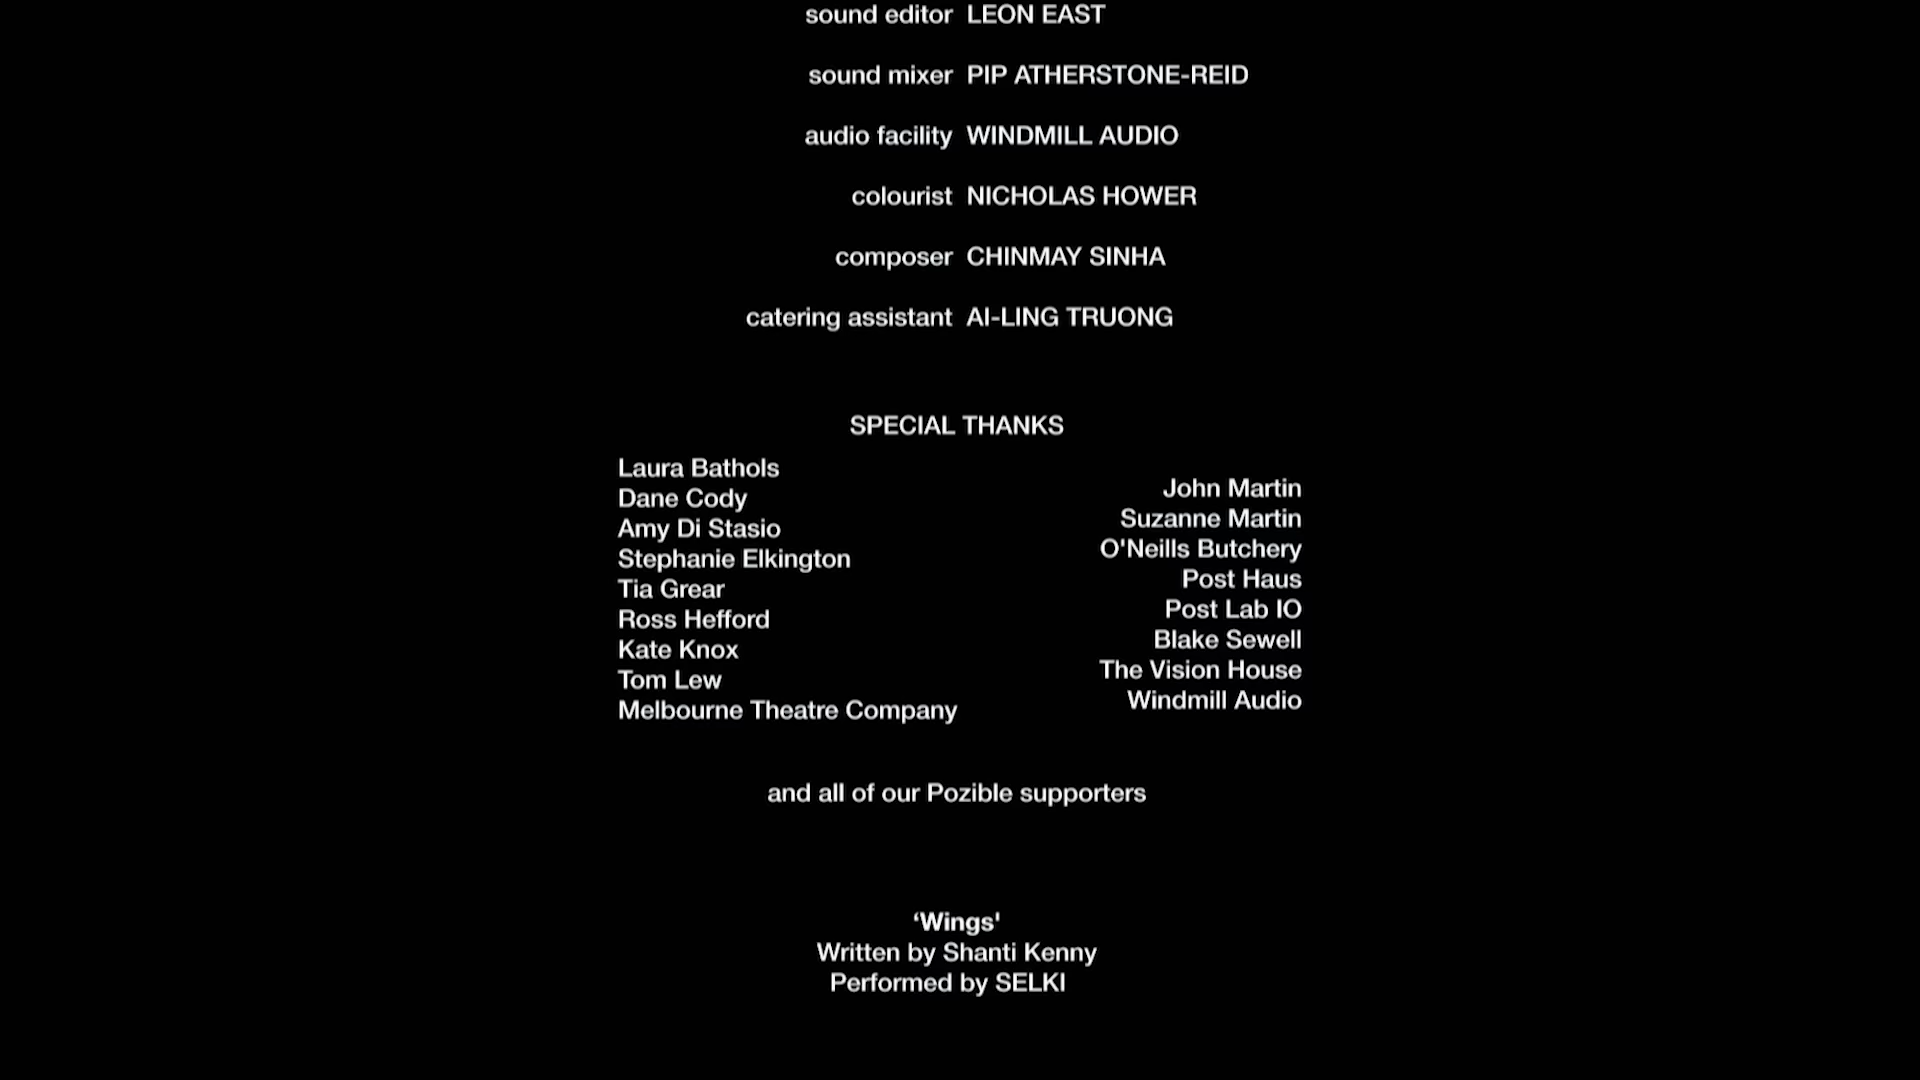 sound editor LEON EAST
sound mixer PIP ATHERSTONE-REID
audio facility WINDMILL AUDIO
colourist NICHOLAS HOWER
composer CHINMAY SINHA
catering assistant AI-LING TRUONG
SPECIAL THANKS
Laura Bathols
Dane Cody
Amy Di Stasio
Stephanie Elkington
Tia Grear
Ross Hefford
Kate Knox
Tom Lew
Melbourne Theatre Company
John Martin
Suzanne Martin
O'Neills Butchery
Post Haus
Post Lab IO
Blake Sewell
The Vision House
Windmill Audio
and all of our Pozible supporters
‘Wings'
Written by Shanti Kenny
Performed by SELKI